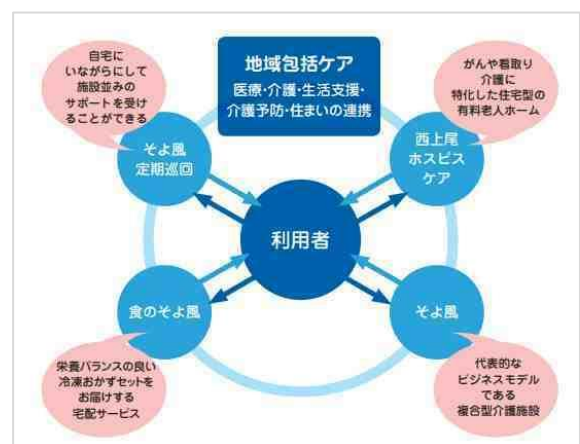 自宅に
いながらにして
施設並みの
サポートを受け
ることができる
地域包括ケア
医療・介護・生活支援・
介護予防・住まいの連携
がんや看取り
介護に
特化した住宅型の
有料老人ホーム
そよ風
定期巡回
西上尾
ホスピス
ケア
利用者
食のそよ風
そよ風
栄養バランスの良い
冷凍おかずセットを
お届けする
宅配サービス
代表的な
ビジネスモデル
である
複合型介護施設